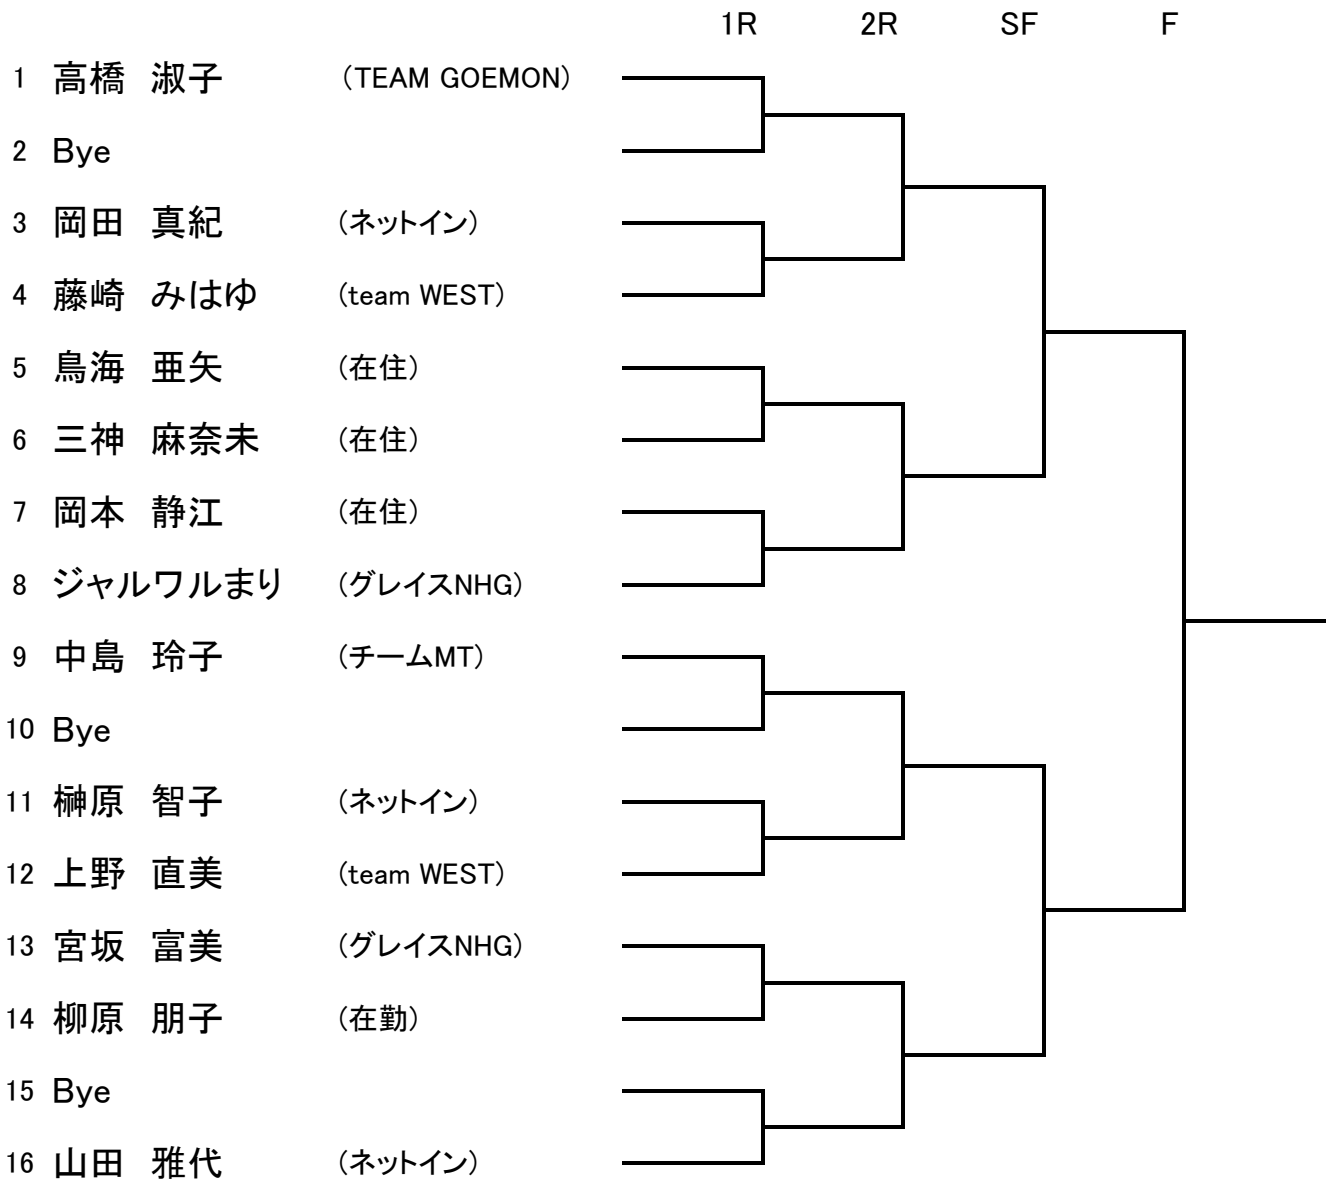 1R 2R SF F
1 高橋 淑子 (TEAM GOEMON)
2 Bye
3 岡田 真紀 (ネットイン)
4 藤崎 みはゆ (team WEST)
5 鳥海 亜矢 (在住)
6 三神 麻奈未 (在住)
7 岡本 静江 (在住)
8 ジャルワルまり (グレイスNHG)
9 中島 玲子 (チームMT)
10 Bye
11 榊原 智子 (ネットイン)
12 上野 直美 (team WEST)
13 宮坂 富美 (グレイスNHG)
14 柳原 朋子 (在勤)
15 Bye
16 山田 雅代 (ネットイン)